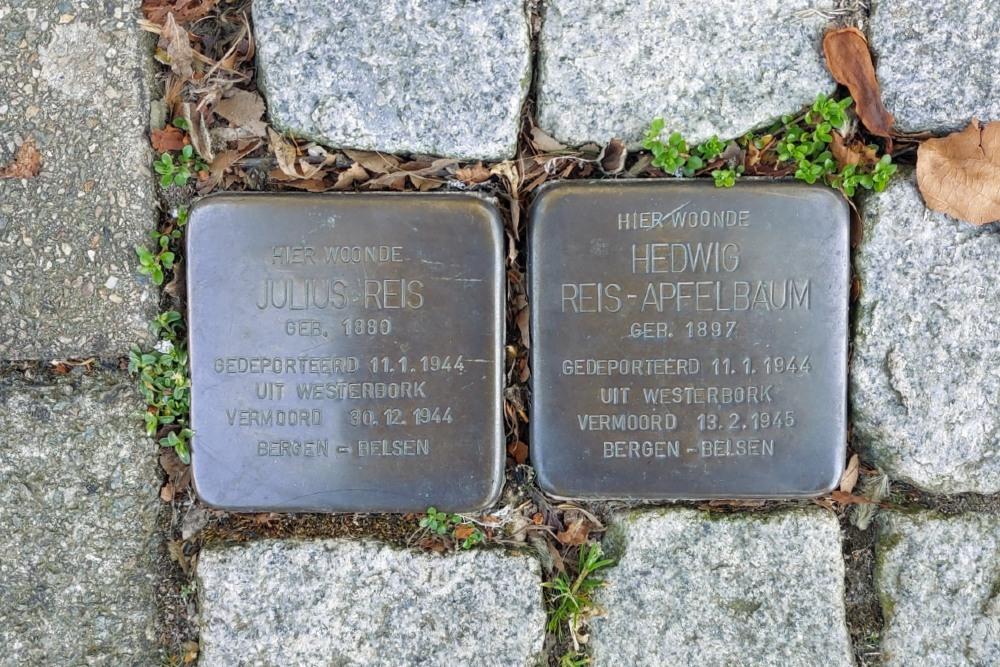 HIER WOONDE
JULIUS REIS
GEB. 1880
GEDEPORTEERD 11.1.1944
UIT WESTERBORK
VERMOORD 30.12.1944
BERGEN-BELSEN
HIER WOONDE
HEDWIG
REIS-APFELBAUM
GEB. 1897
GEDEPORTEERD 11.1.1944
UIT WESTERBORK
VERMOORD 13.2.1945
BERGEN-BELSEN